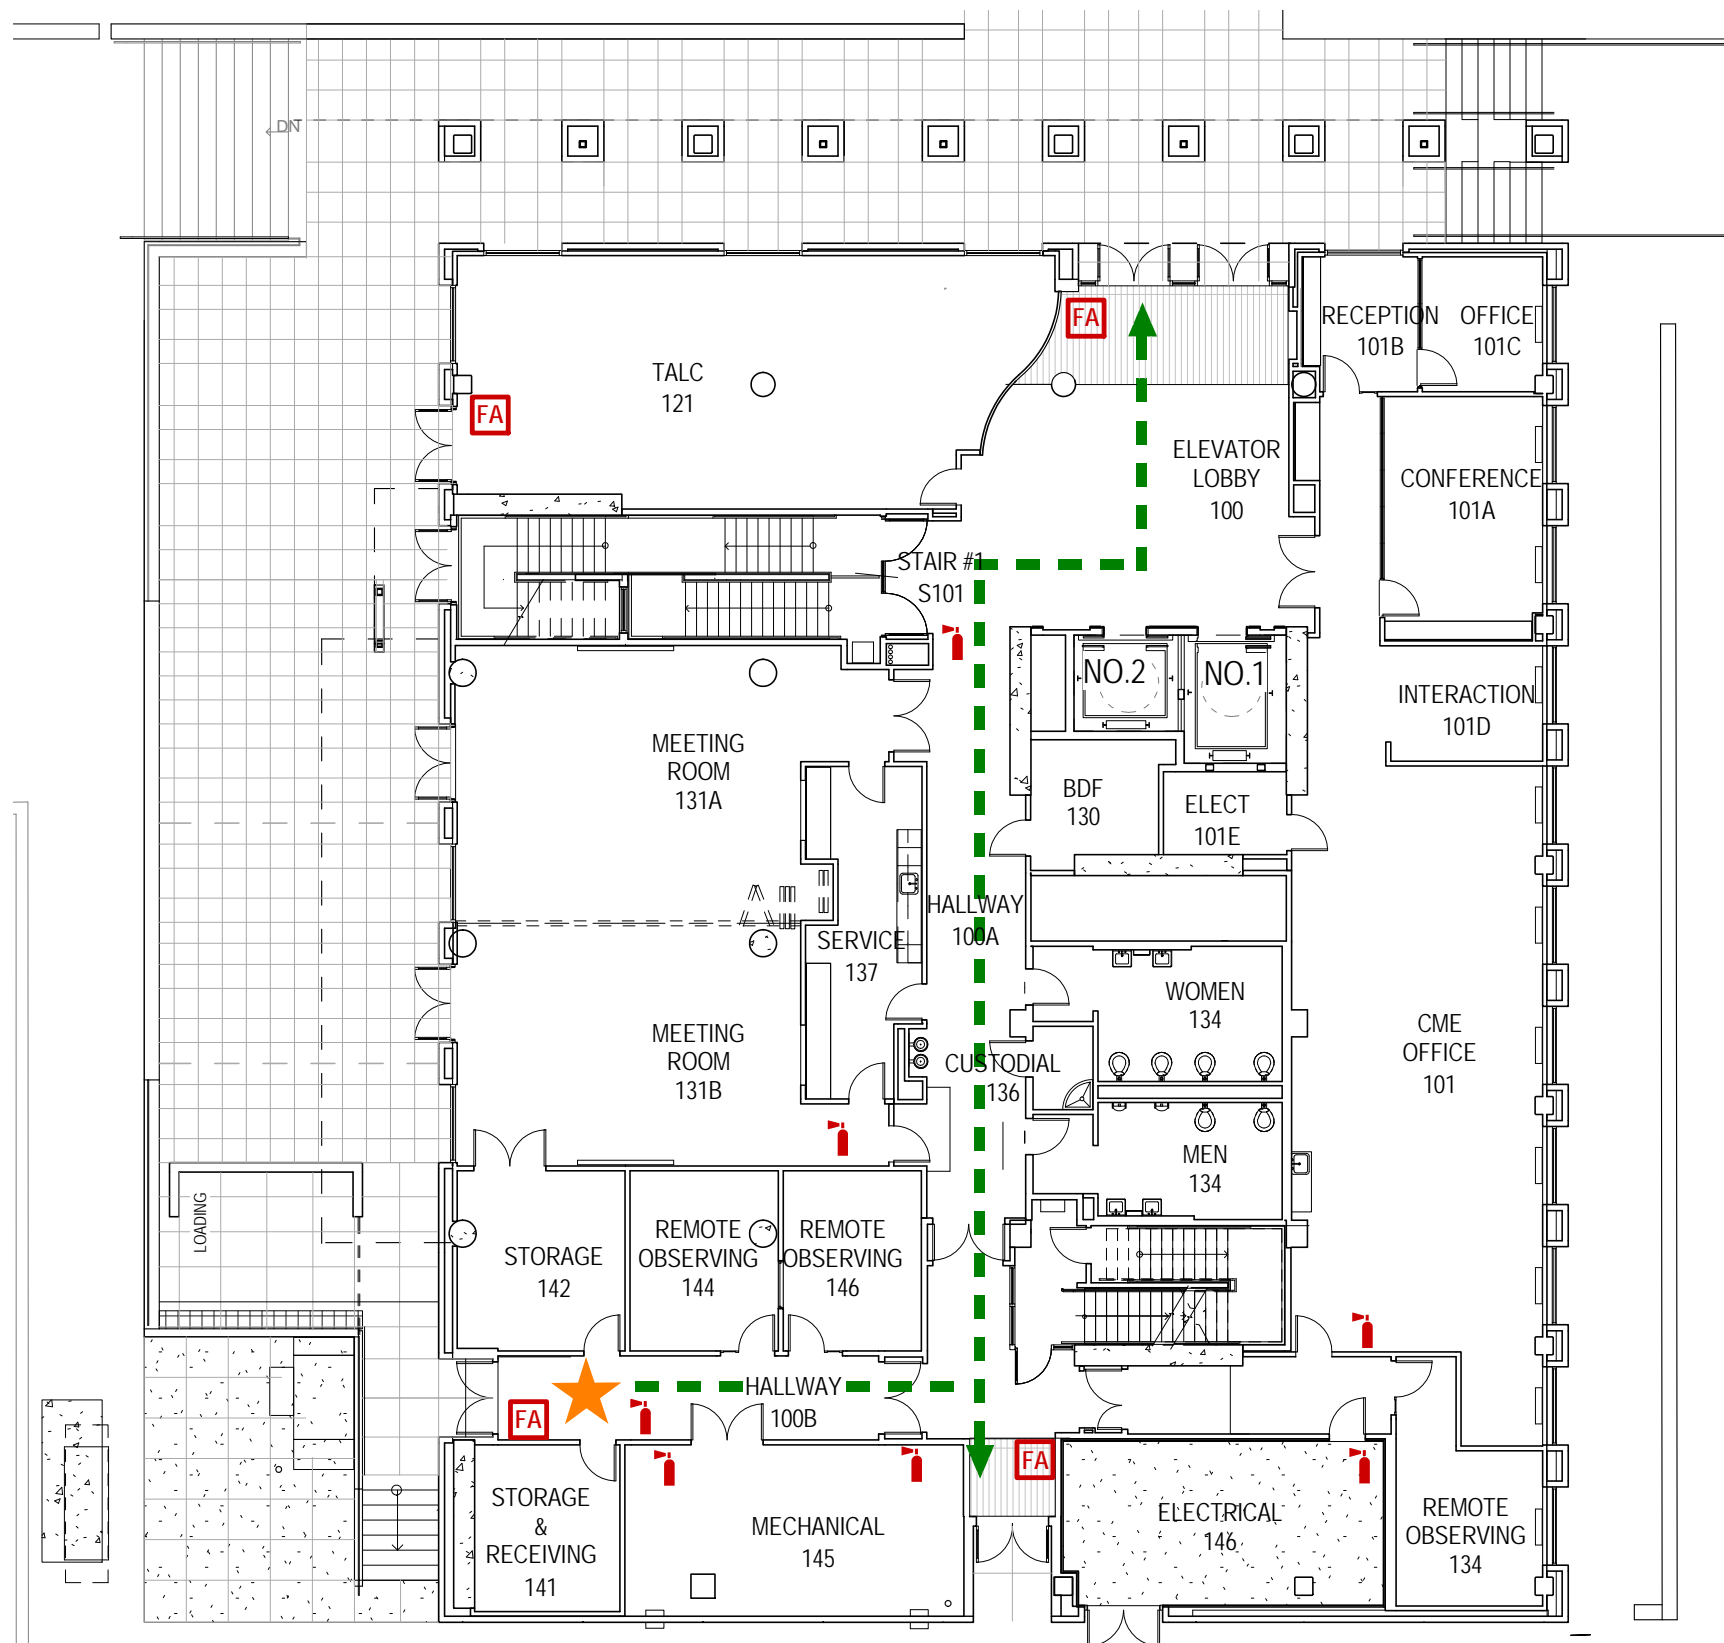 DN
FA
RECEPTION
101B
OFFICE
101C
TALC
121
FA
ELEVATOR
LOBBY
100
CONFERENCE
101A
STAIR #1
S101
NO.2
NO.1
INTERACTION
101D
MEETING
ROOM
131A
BDF
130
ELECT
101E
HALLWAY
100A
SERVICE
137
WOMEN
134
CME
OFFICE
101
MEETING
ROOM
131B
CUSTODIAL
136
MEN
134
LOADING
STORAGE
142
REMOTE
OBSERVING
144
REMOTE
OBSERVING
146
HALLWAY
100B
FA
FA
STORAGE
&
RECEIVING
141
MECHANICAL
145
ELECTRICAL
146
REMOTE
OBSERVING
134